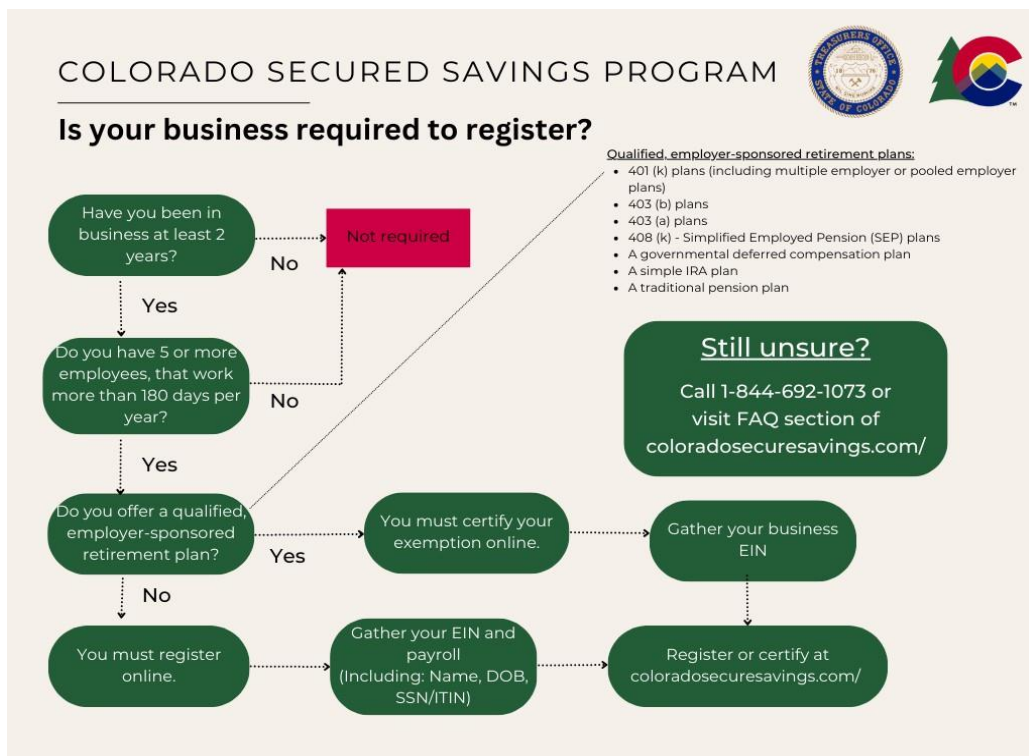 COLORADO SECURED SAVINGS PROGRAM
TREASURERS OFFICE
STATE OF COLORADO
TM
Is your business required to register?
Qualified, employer-sponsored retirement plans:
401 (k) plans (including multiple employer or pooled employer
plans)
403 (b) plans
403 (a) plans
408 (k) - Simplified Employed Pension (SEP) plans
A governmental deferred compensation plan
A simple IRA plan
A traditional pension plan
Have you been in
business at least 2
years?
No
Not required
Yes
Do you have 5 or more
employees, that work
more than 180 days per
year?
No
Still unsure?
Call 1-844-692-1073 or
visit FAQ section of
coloradosecuresavings.com/
Yes
Do you offer a qualified,
employer-sponsored
retirement plan?
Yes
You must certify your
exemption online.
Gather your business
EIN
No
You must register
online.
Gather your EIN and
payroll
(Including: Name, DOB,
SSN/ITIN)
Register or certify at
coloradosecuresavings.com/